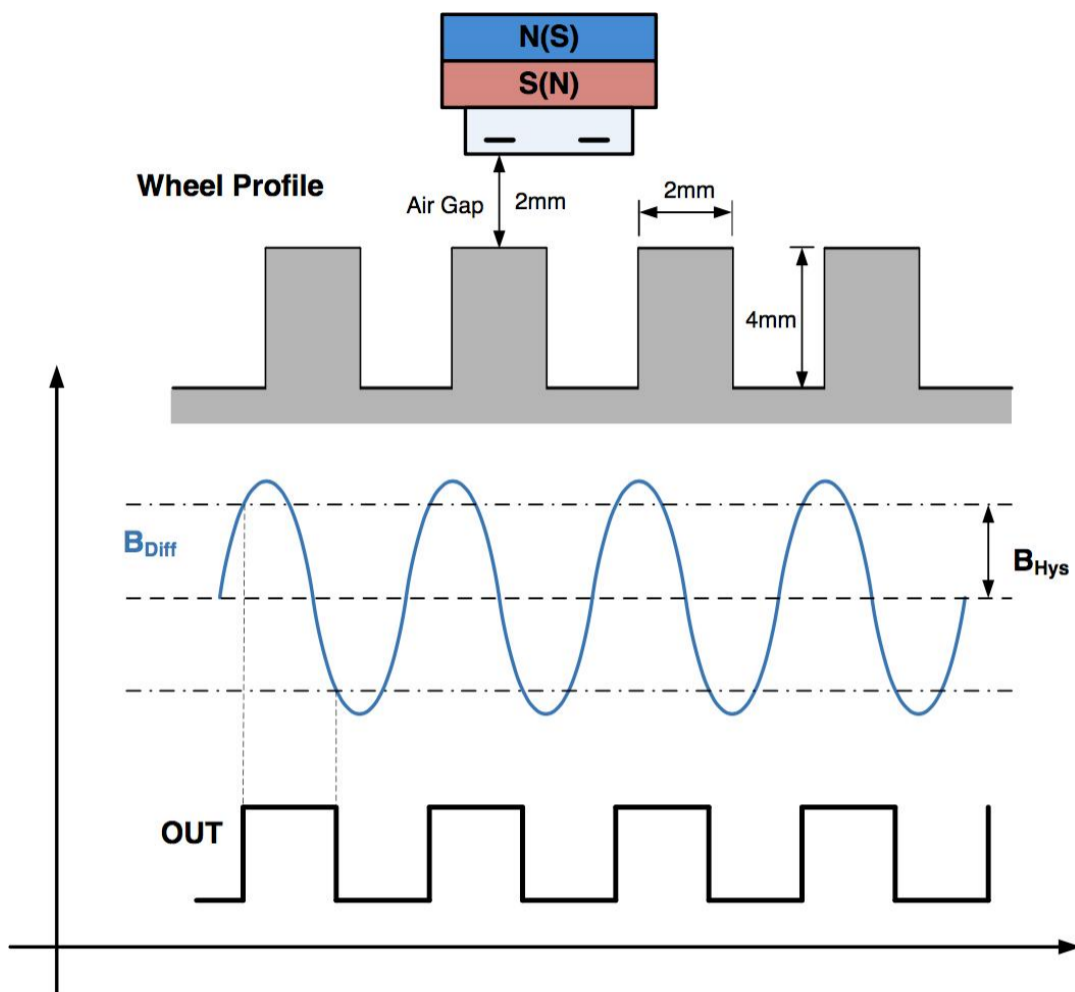 N(S)
S(N)
Wheel Profile
Air Gap
2mm
2mm
4mm
BDiff
BHys
OUT